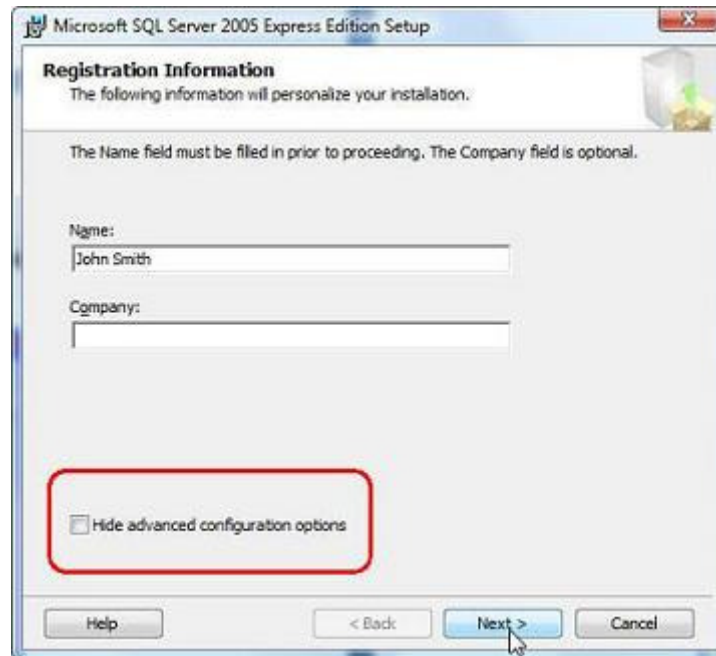 Microsoft SQL Server 2005 Express Edition Setup
Registration Information
The following information will personalize your installation.
The Name field must be filled in prior to proceeding. The Company field is optional.
Name:
John Smith
Company:
Hide advanced configuration options
Help
< Back
Next >
Cancel